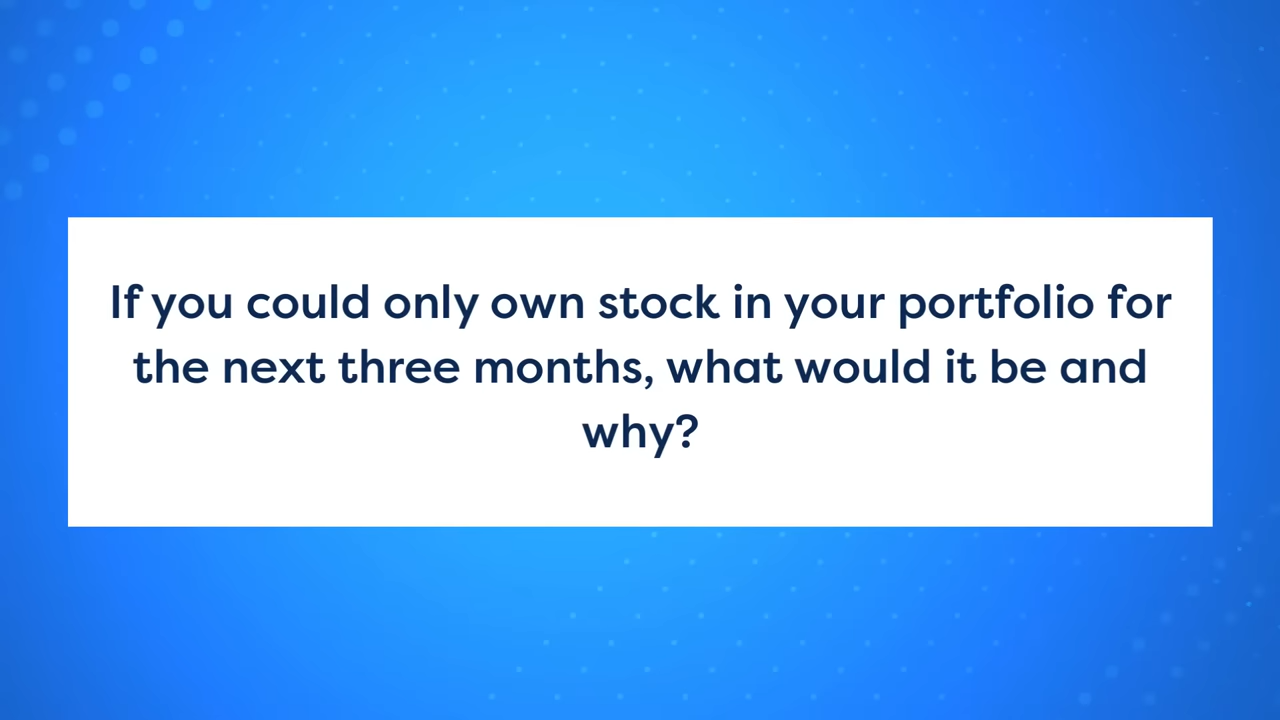 If you could only own stock in your portfolio for
the next three months, what would it be and
why?